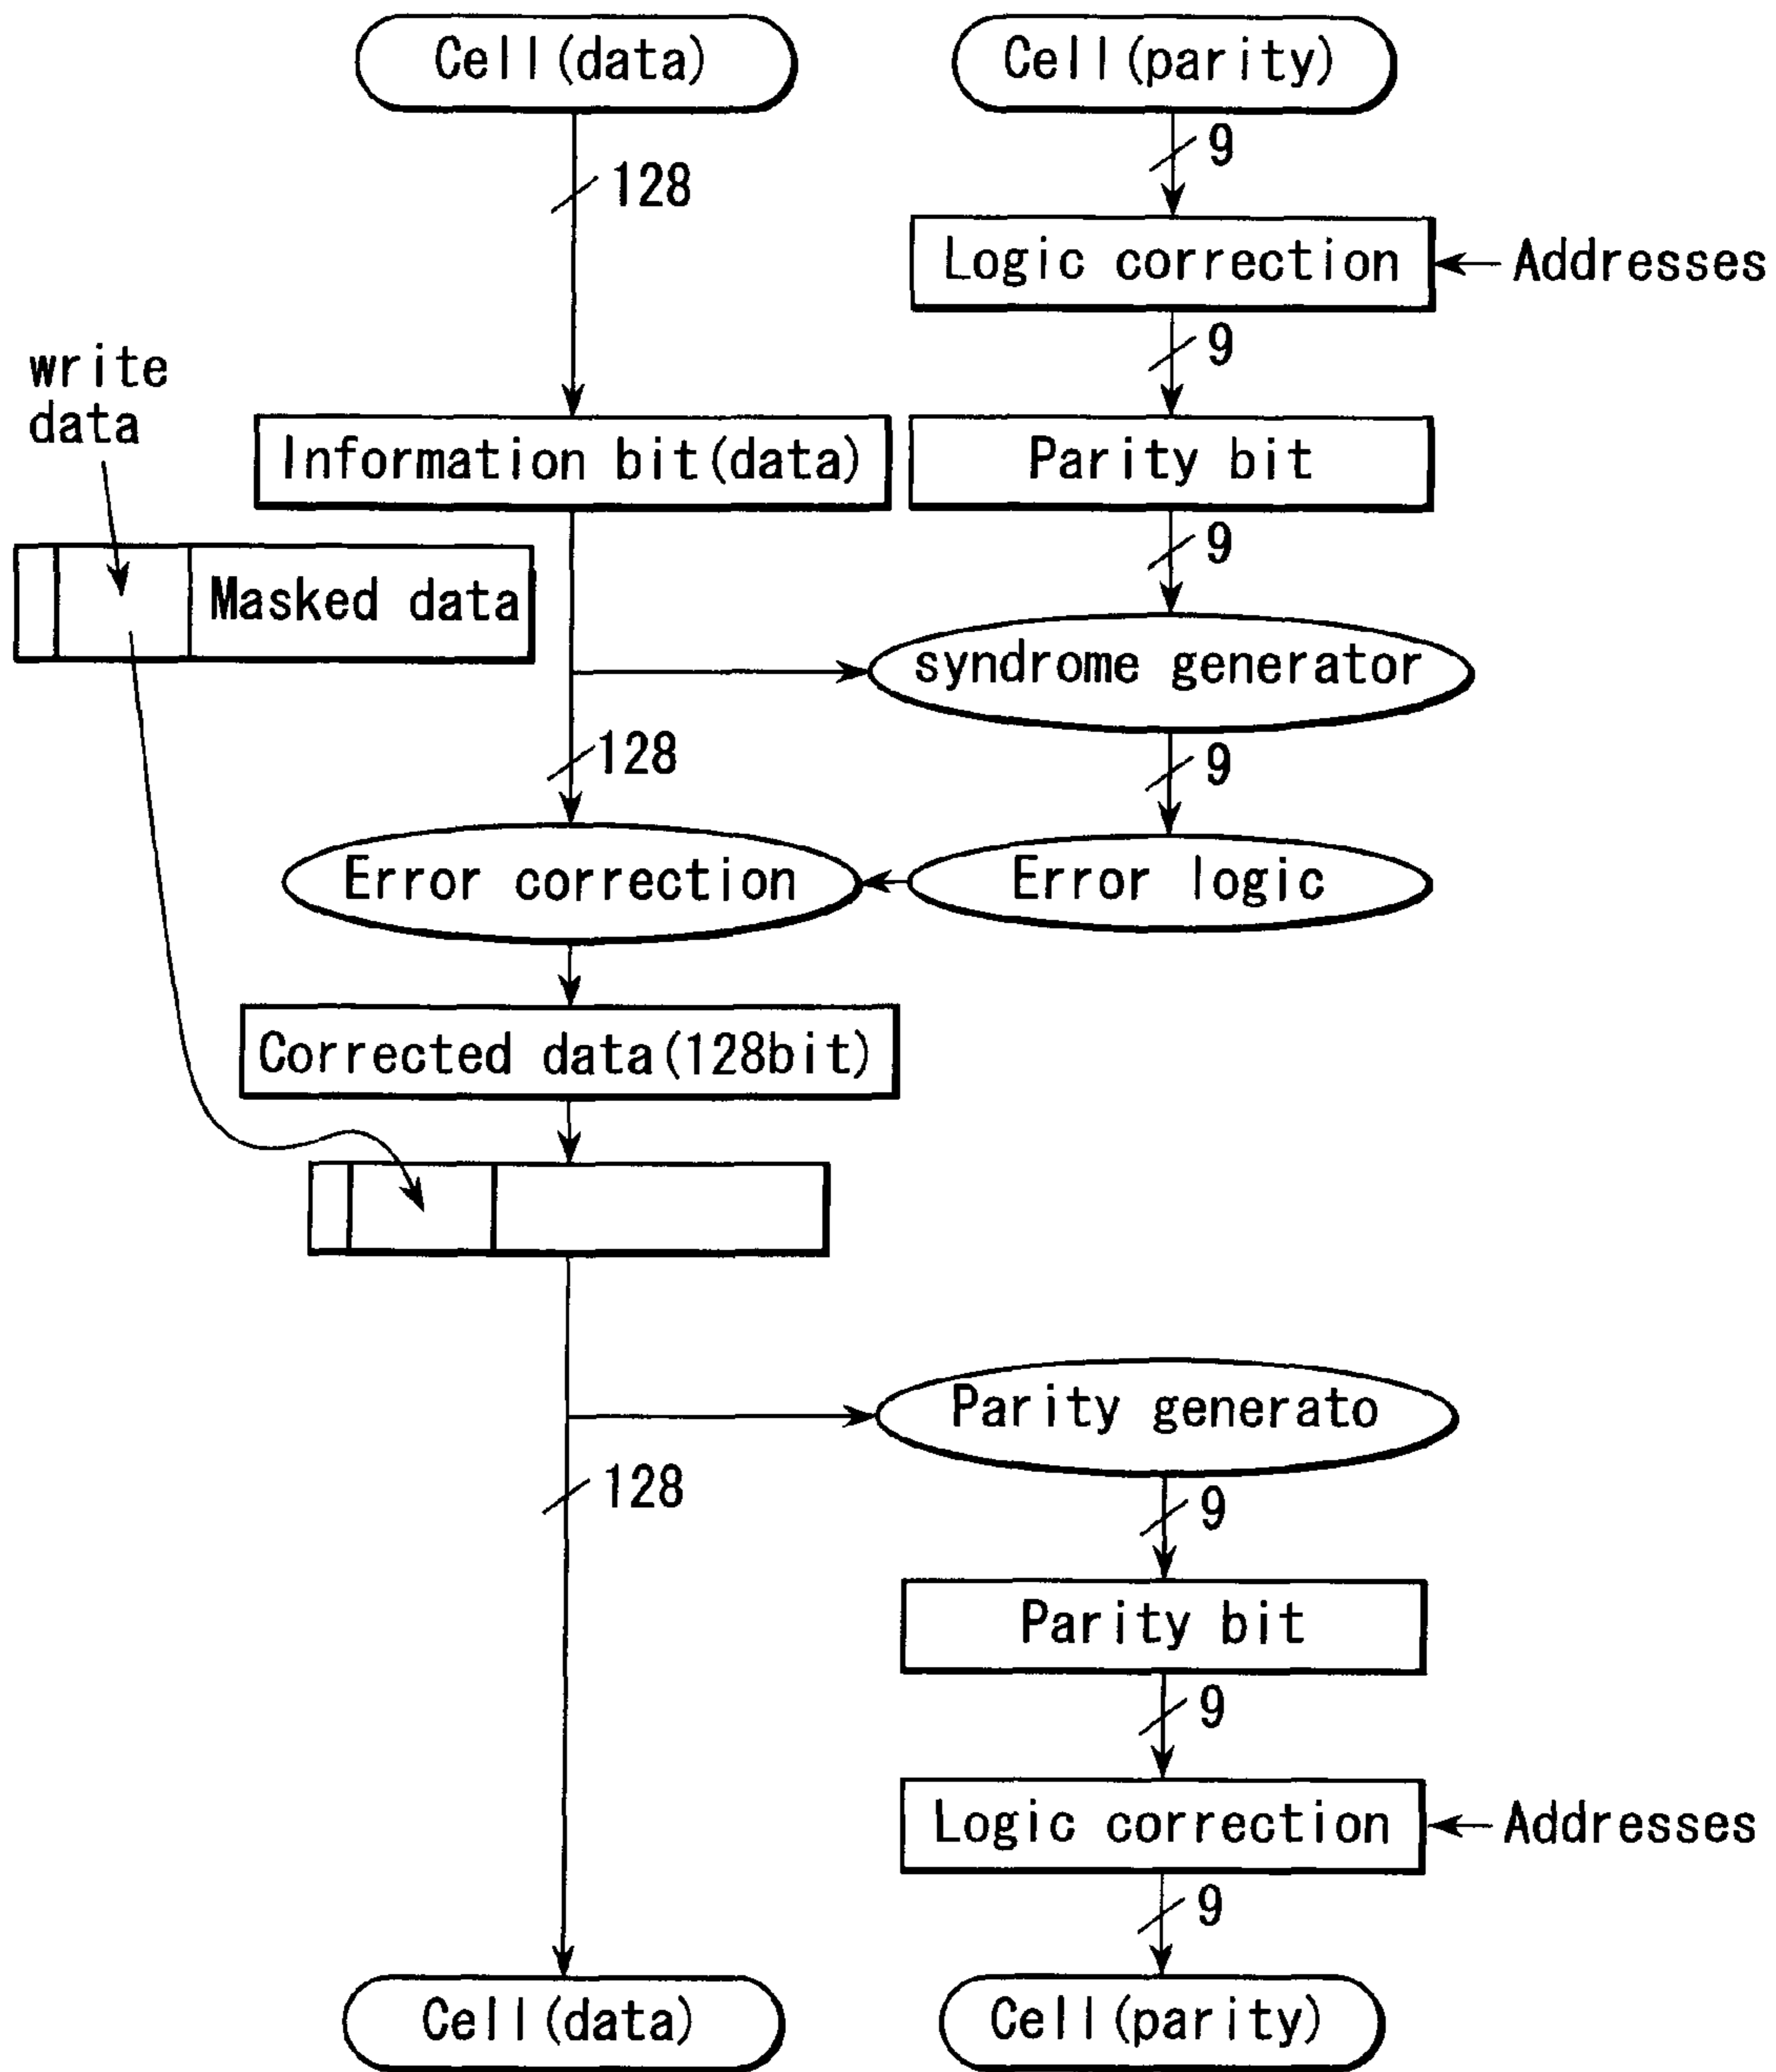 Cell(data)
Cell(parity)
9
128
Logic correction
Addresses
9
write
data
Information bit(data)
Parity bit
9
Masked data
syndrome generator
128
9
Error correction
Error logic
Corrected data(128bit)
Parity generato
128
9
Parity bit
9
Logic correction
Addresses
9
Cell(data)
Cell(parity)